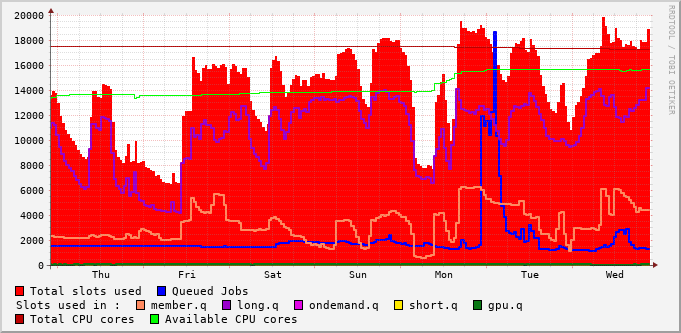 RRDTOOL / TOBI OETIKER
20000
18000
16000
14000
12000
10000
8000
6000
4000
2000
0
Thu Fri Sat Sun Mon Tue Wed
Total slots used Queued Jobs
Slots used in : member.q long.q ondemand.q short.q gpu.q
Total CPU cores Available CPU cores